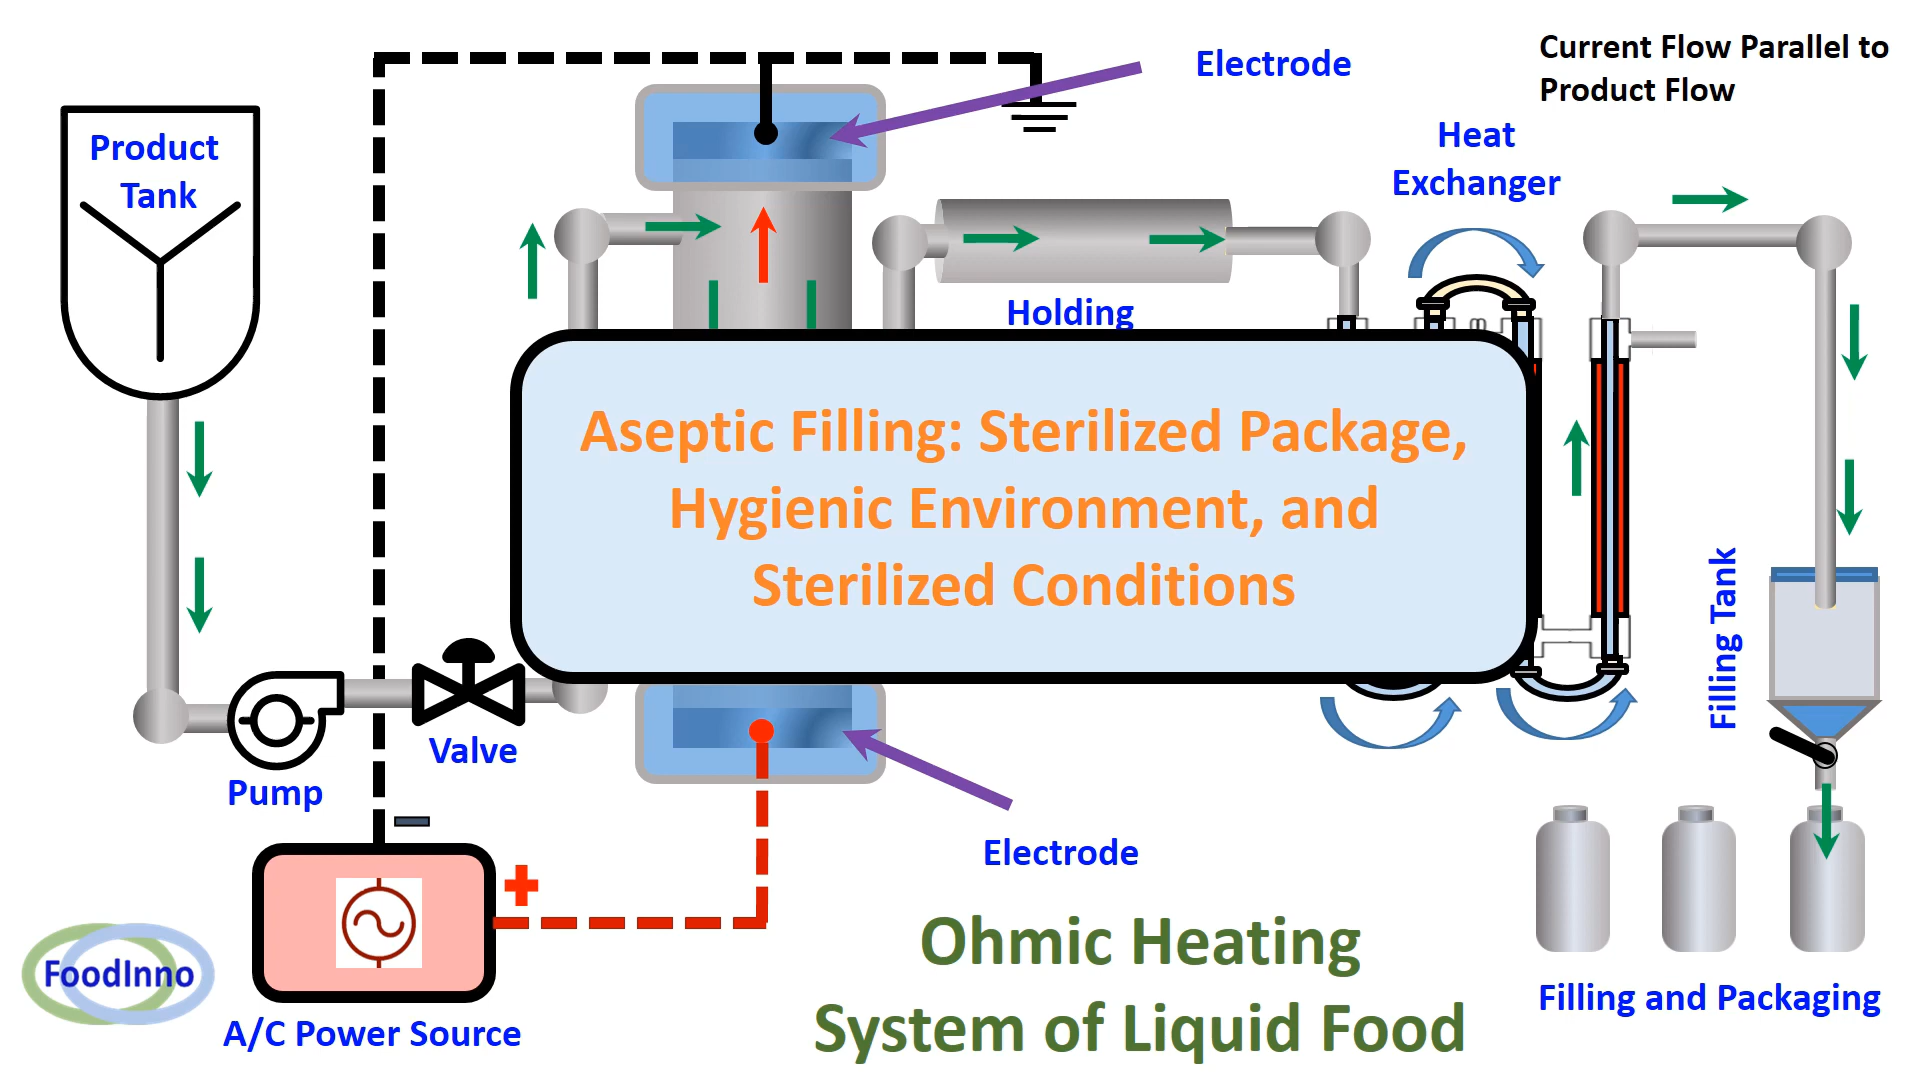 Electrode
Current Flow Parallel to
Product Flow
Product
Tank
Heat
Exchanger
Holding
Aseptic Filling: Sterilized Package,
Hygienic Environment, and
Sterilized Conditions
Filling Tank
Valve
Pump
Electrode
+
-
FoodInno
A/C Power Source
Ohmic Heating
System of Liquid Food
Filling and Packaging